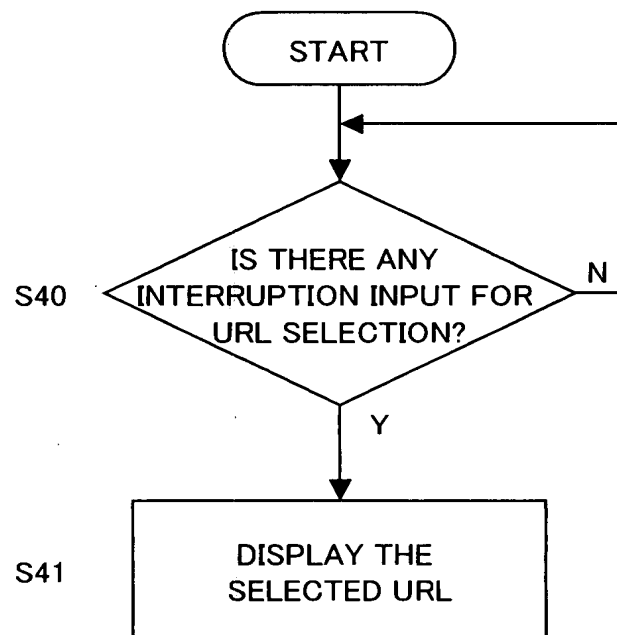 START
S40
IS THERE ANY
INTERRUPTION INPUT FOR
URL SELECTION?
N
Y
S41
DISPLAY THE
SELECTED URL